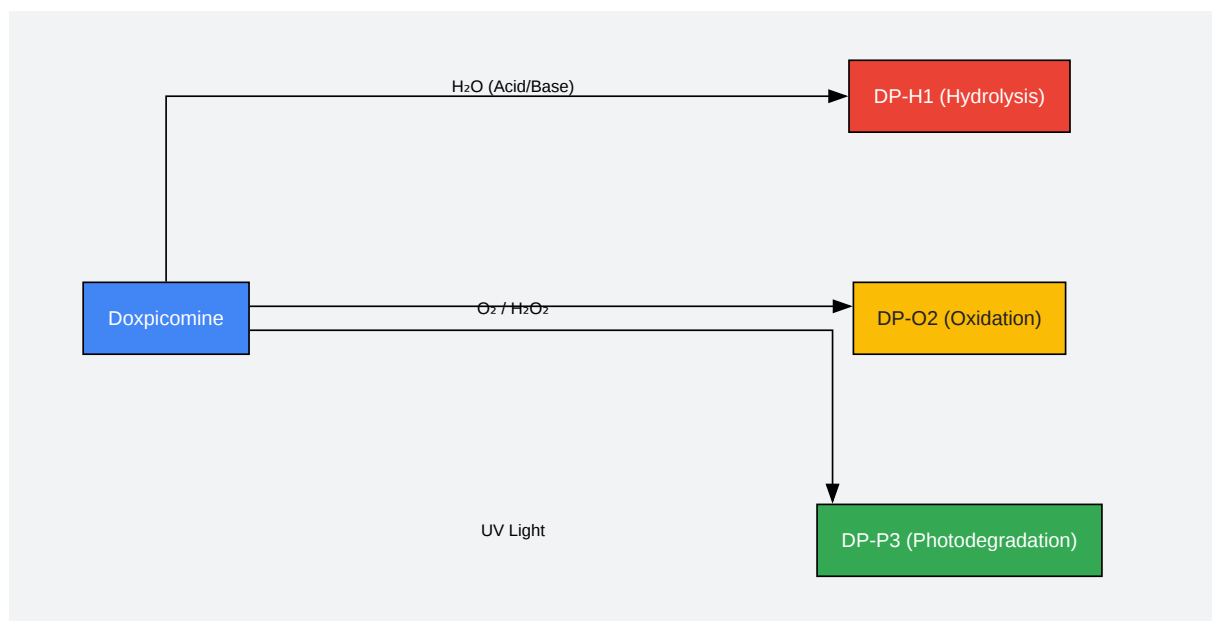 H₂O (Acid/Base)
DP-H1 (Hydrolysis)
Doxpicomine
O₂ / H₂O₂
DP-O2 (Oxidation)
UV Light
DP-P3 (Photodegradation)